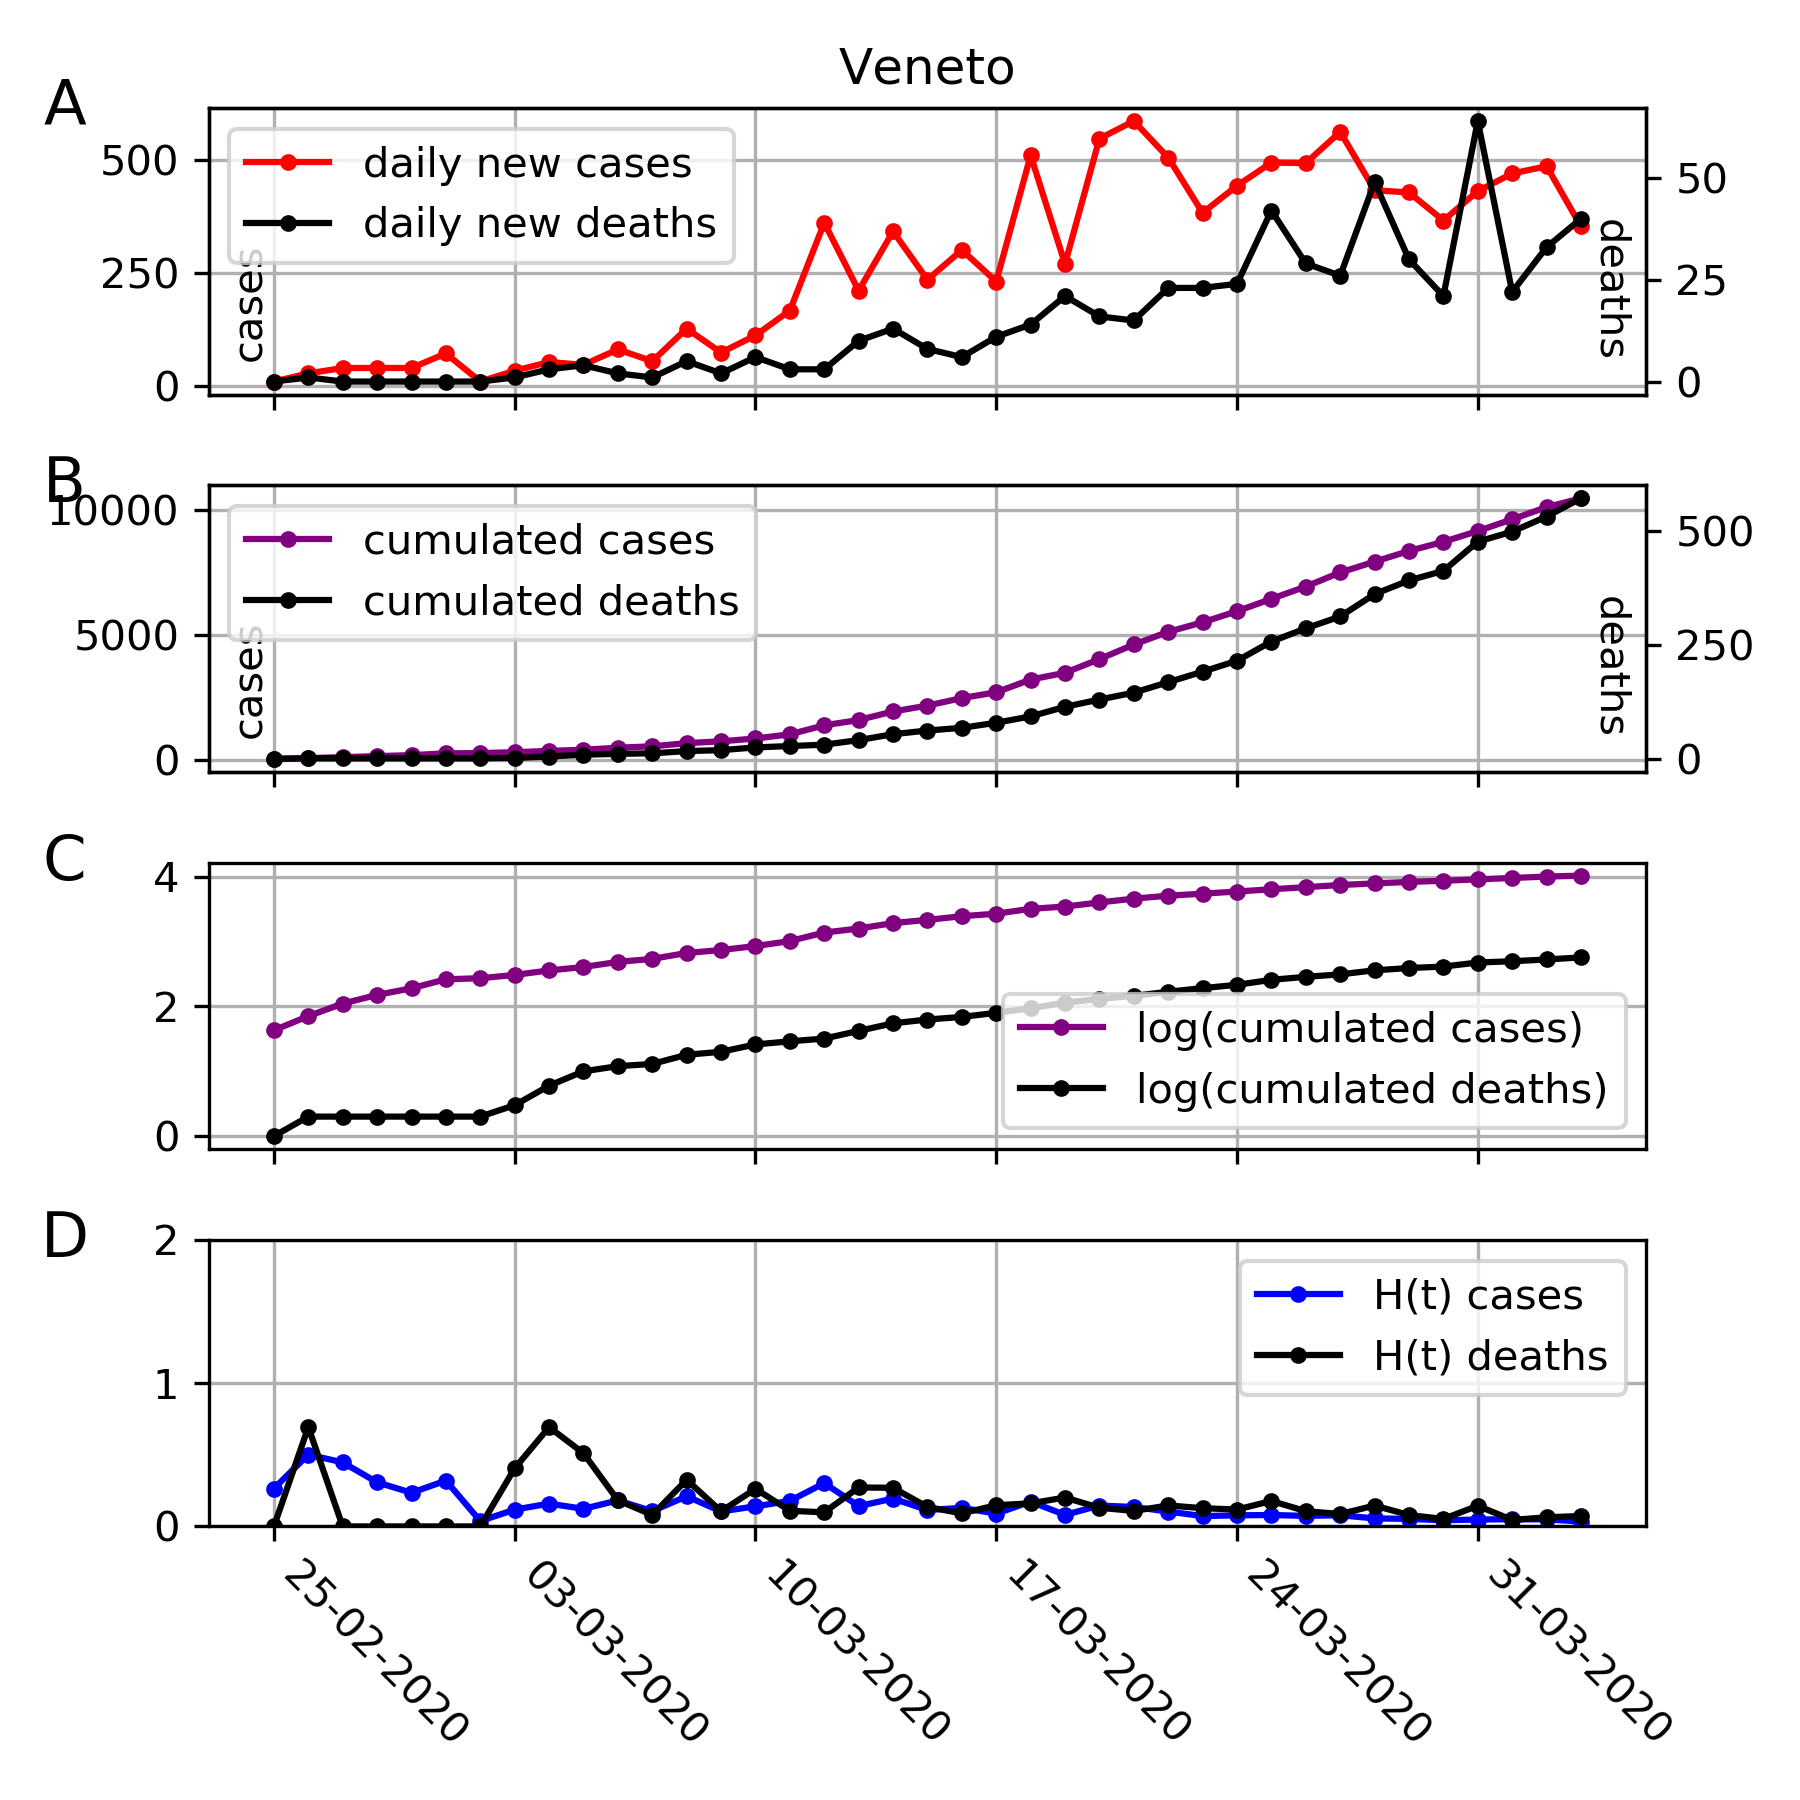 Veneto
A
daily new cases
daily new deaths
500
250
0
cases
50
25
0
deaths
B
cumulated cases
cumulated deaths
10000
5000
0
cases
500
250
0
deaths
C
4
2
0
log(cumulated cases)
log(cumulated deaths)
D
2
1
0
H(t) cases
H(t) deaths
25-02-2020
03-03-2020
10-03-2020
17-03-2020
24-03-2020
31-03-2020